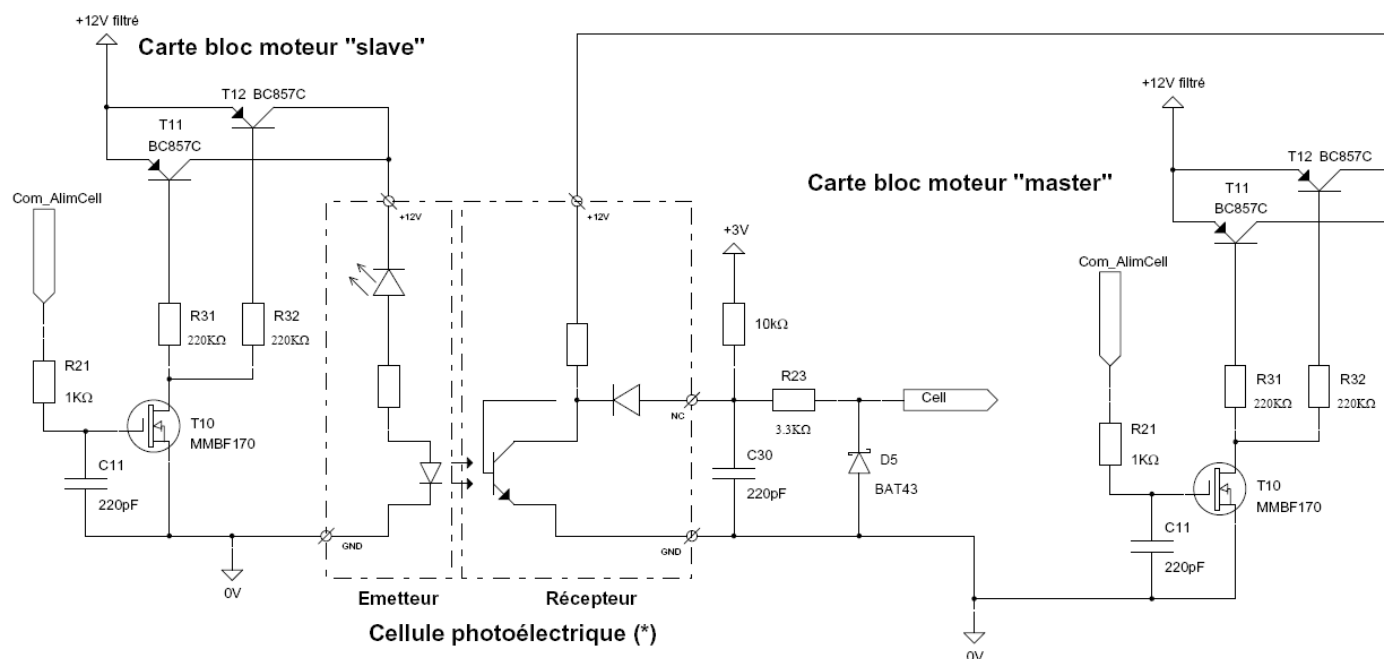 +12V filtré
Carte bloc moteur "slave"
T12 BC857C
T11
BC857C
Com_AlimCell
R31
220KΩ
R32
220KΩ
R21
1KΩ
T10
MMBF170
C11
220pF
0V
+12V
GND
Emetteur
+12V
NC
GND
Récepteur
Cellule photoélectrique (*)
+3V
10kΩ
R23
3.3KΩ
Cell
C30
220pF
D5
BAT43
Carte bloc moteur "master"
+12V filtré
T12 BC857C
T11
BC857C
Com_AlimCell
R31
220KΩ
R32
220KΩ
R21
1KΩ
T10
MMBF170
C11
220pF
0V